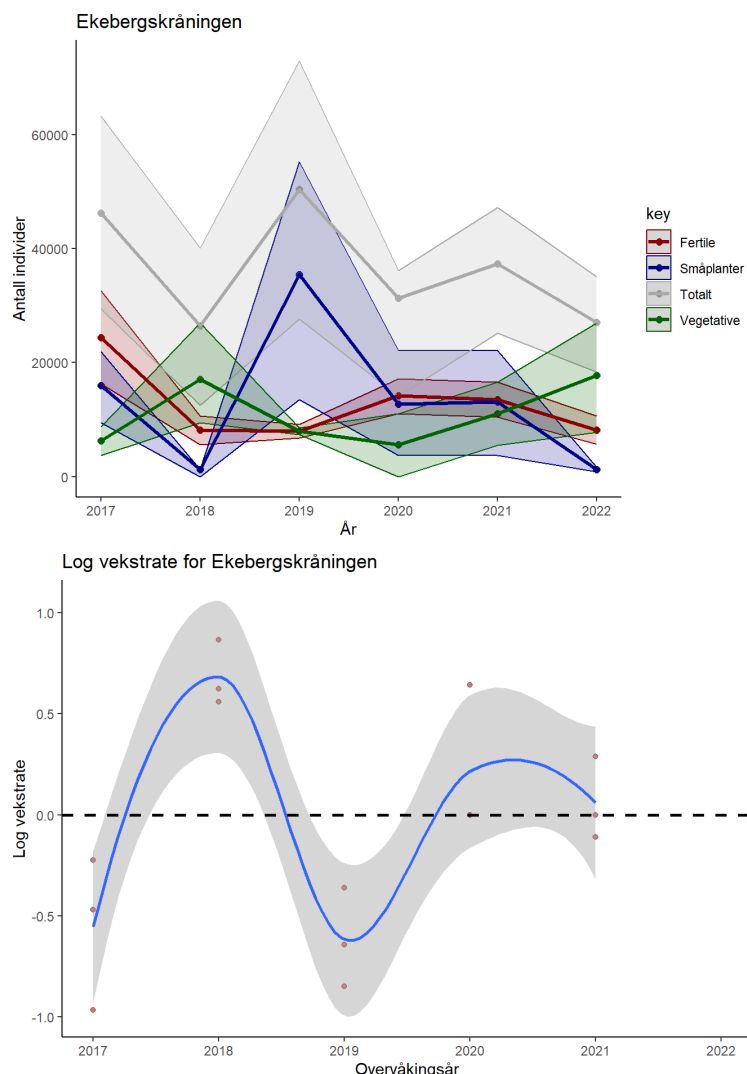 Ekebergskråningen
60000
40000
20000
0
Antall individer
2017 2018 2019 2020 2021 2022
År
key
Fertile
Småplanter
Totalt
Vegetative
Log vekstrate for Ekebergskråningen
1.0
0.5
0.0
-0.5
-1.0
Log vekstrate
2017 2018 2019 2020 2021 2022
Overvåkingsår